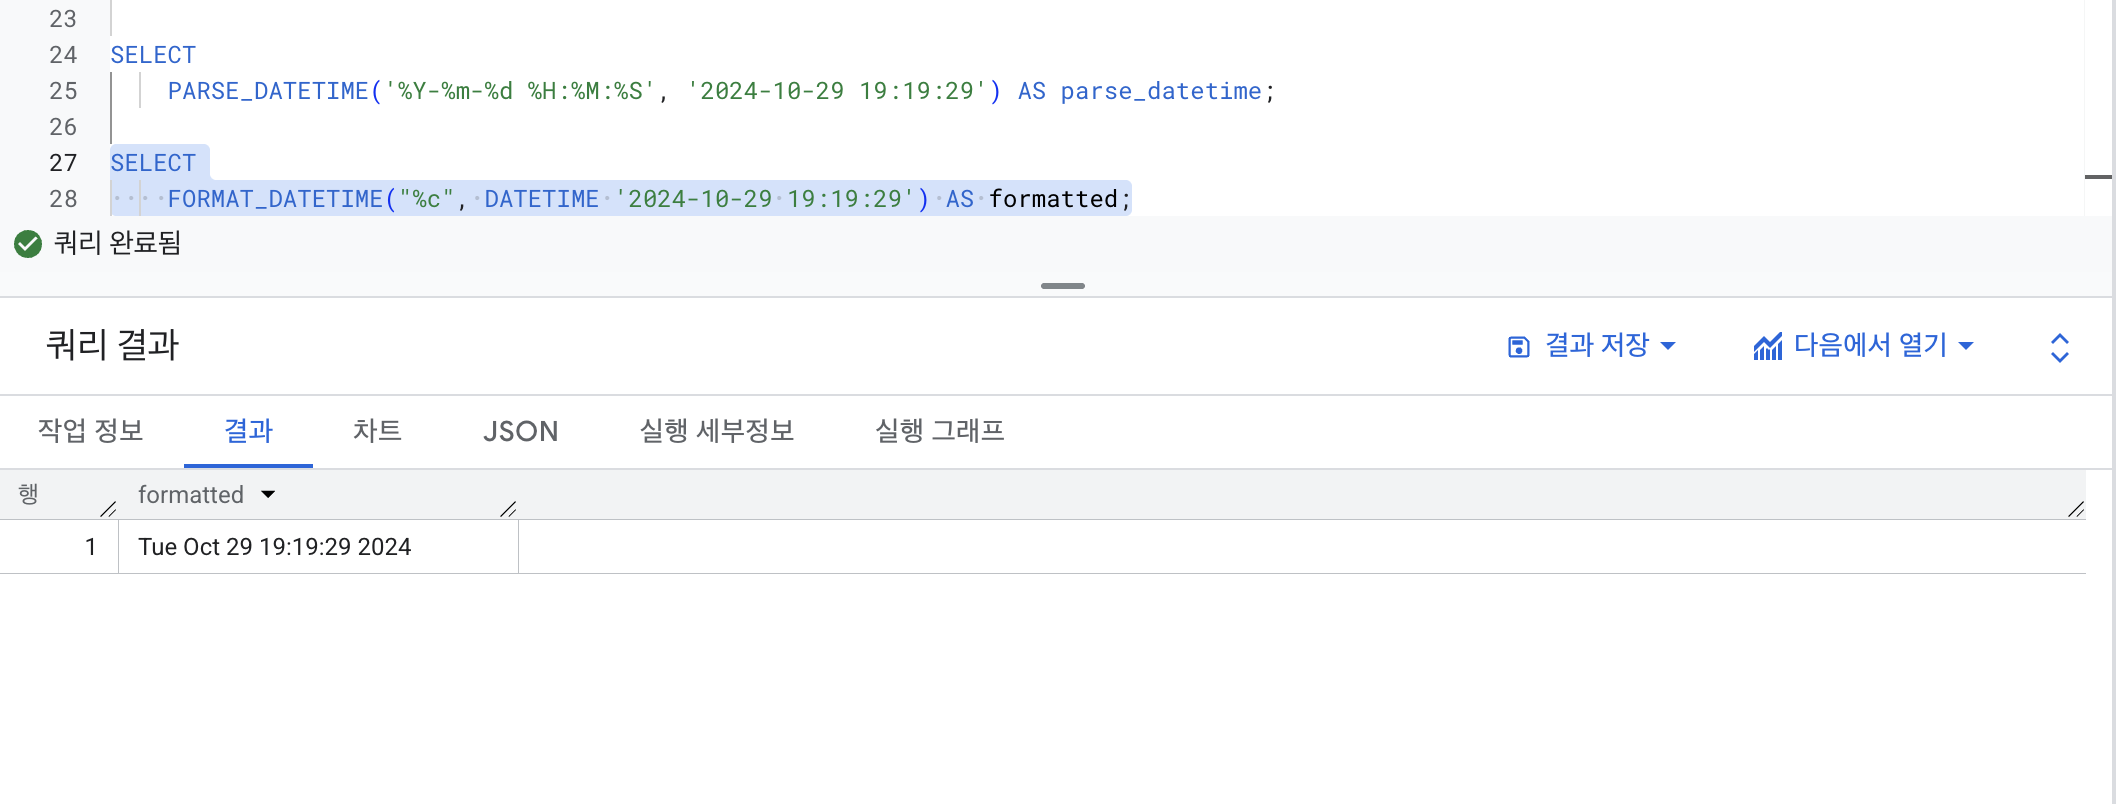 23
24 SELECT
25 PARSE_DATETIME('%Y-%m-%d %H:%M:%S', '2024-10-29 19:19:29') AS parse_datetime;
26
27 SELECT
28 FORMAT_DATETIME("%c", DATETIME '2024-10-29 19:19:29') AS formatted;
쿼리 완료됨
쿼리 결과 결과 저장 다음에서 열기
작업 정보 결과 차트 JSON 실행 세부정보 실행 그래프
행 formatted
1 Tue Oct 29 19:19:29 2024